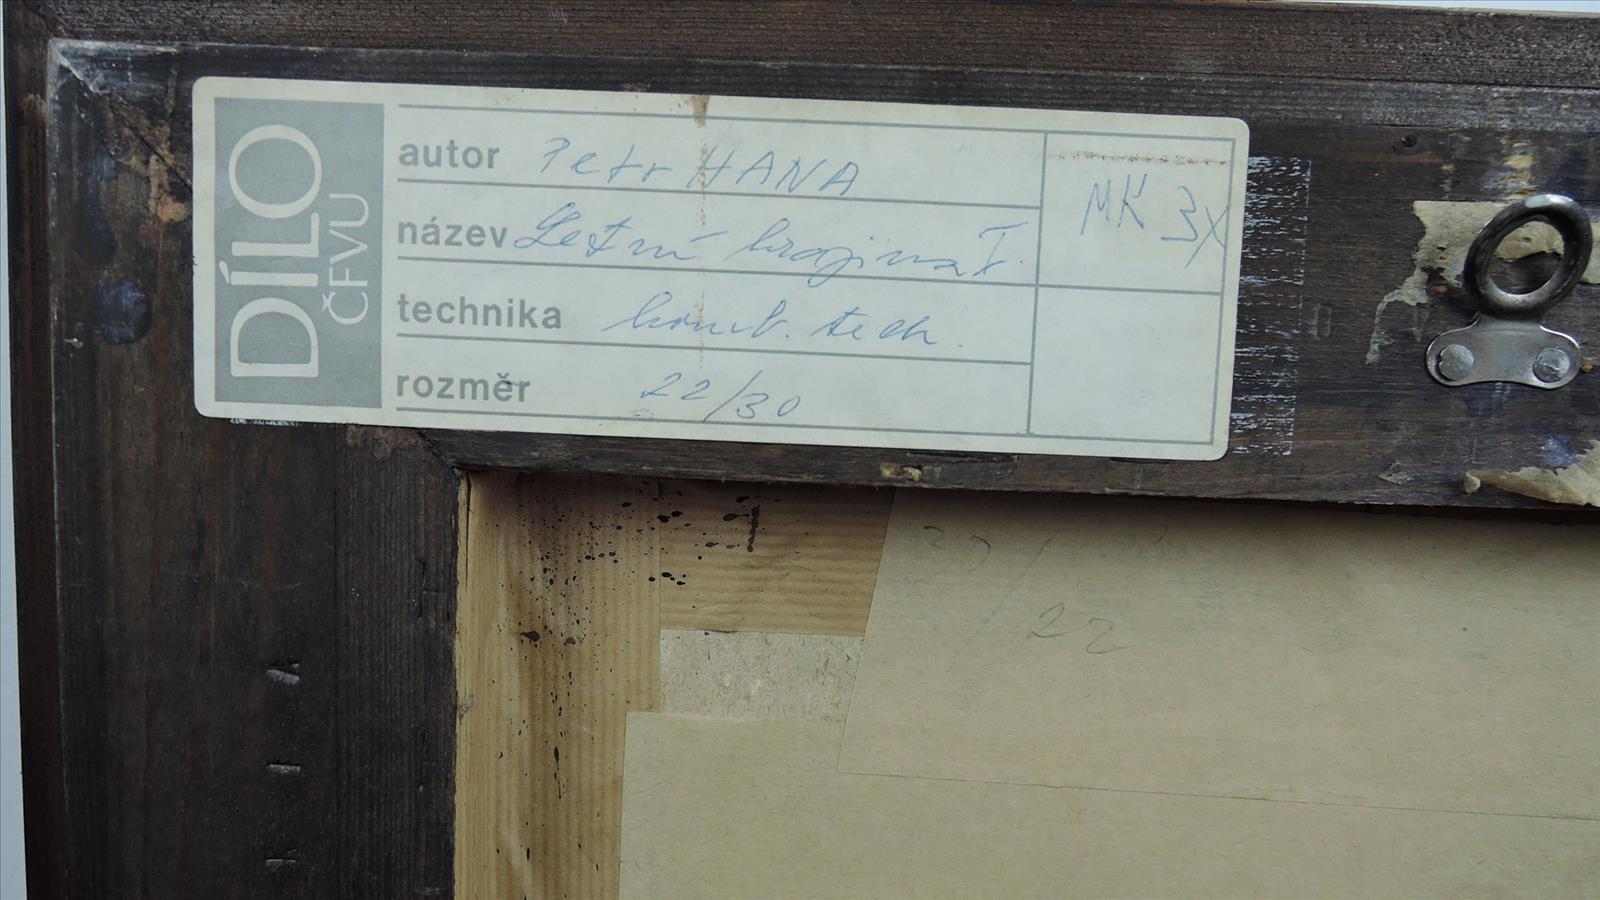 DÍLO
ČFVU
autor Petr HANA
název Letní krajina I.
technika komb. tech.
rozměr 22/30
MK 3X
22